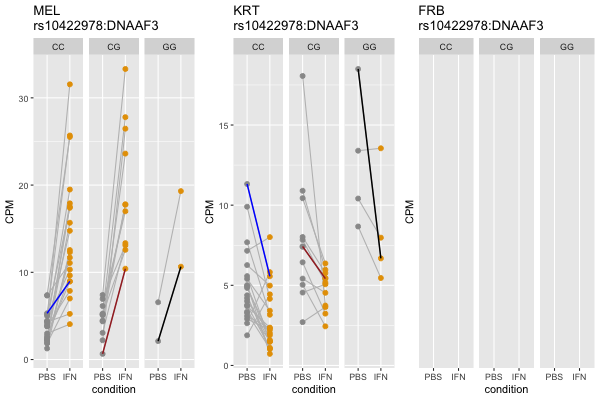 MEL
rs10422978:DNAAF3
CC CG GG
CPM
30
20
10
0
PBS IFN PBS IFN PBS IFN
condition
KRT
rs10422978:DNAAF3
CC CG GG
CPM
15
10
5
0
PBS IFN PBS IFN PBS IFN
condition
FRB
rs10422978:DNAAF3
CC CG GG
CPM
PBS IFN PBS IFN PBS IFN
condition